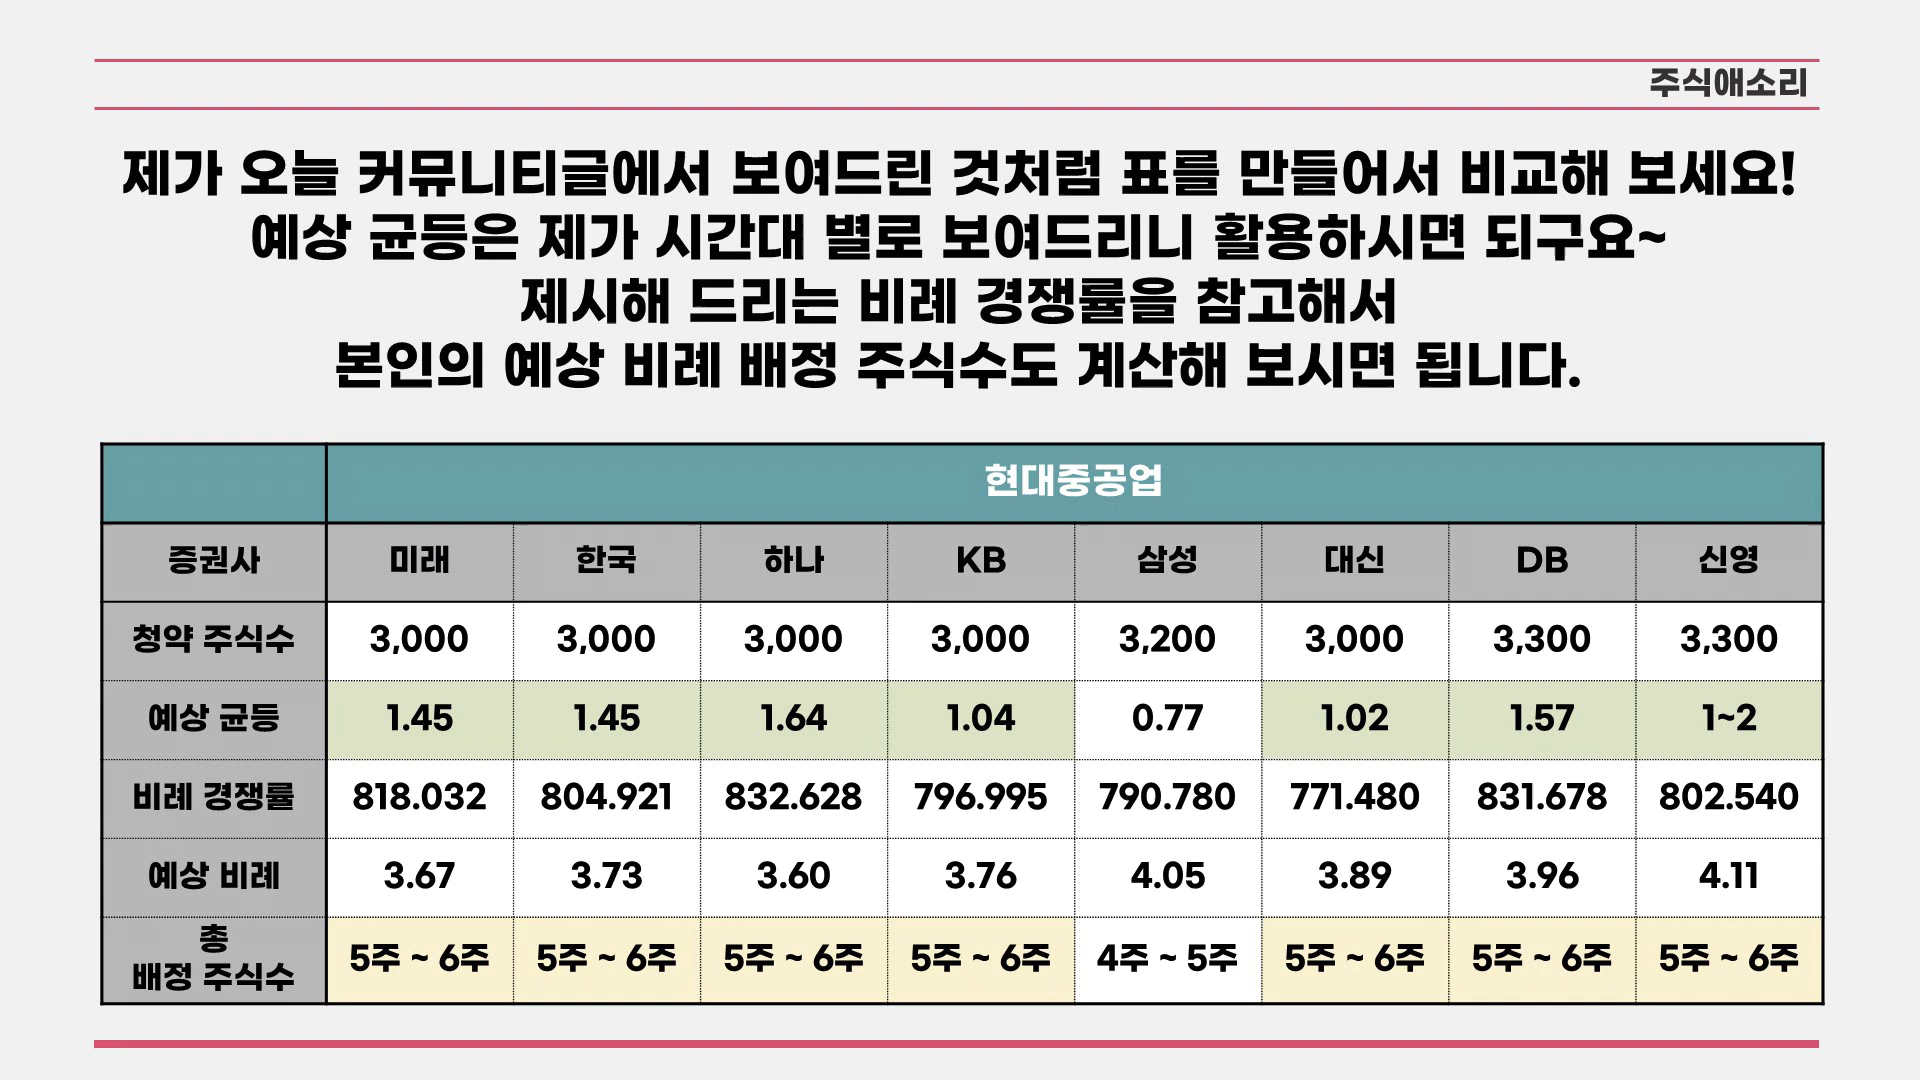 주식애소리
제가 오늘 커뮤니티글에서 보여드린 것처럼 표를 만들어서 비교해 보세요!
예상 균등은 제가 시간대 별로 보여드리니 활용하시면 되구요~
제시해 드리는 비례 경쟁률을 참고해서
본인의 예상 비례 배정 주식수도 계산해 보시면 됩니다.
현대중공업
증권사 미래 한국 하나 KB 삼성 대신 DB 신영
청약 주식수 3,000 3,000 3,000 3,000 3,200 3,000 3,300 3,300
예상 균등 1.45 1.45 1.64 1.04 0.77 1.02 1.57 1~2
비례 경쟁률 818.032 804.921 832.628 796.995 790.780 771.480 831.678 802.540
예상 비례 3.67 3.73 3.60 3.76 4.05 3.89 3.96 4.11
총
배정 주식수 5주 ~ 6주 5주 ~ 6주 5주 ~ 6주 5주 ~ 6주 4주 ~ 5주 5주 ~ 6주 5주 ~ 6주 5주 ~ 6주